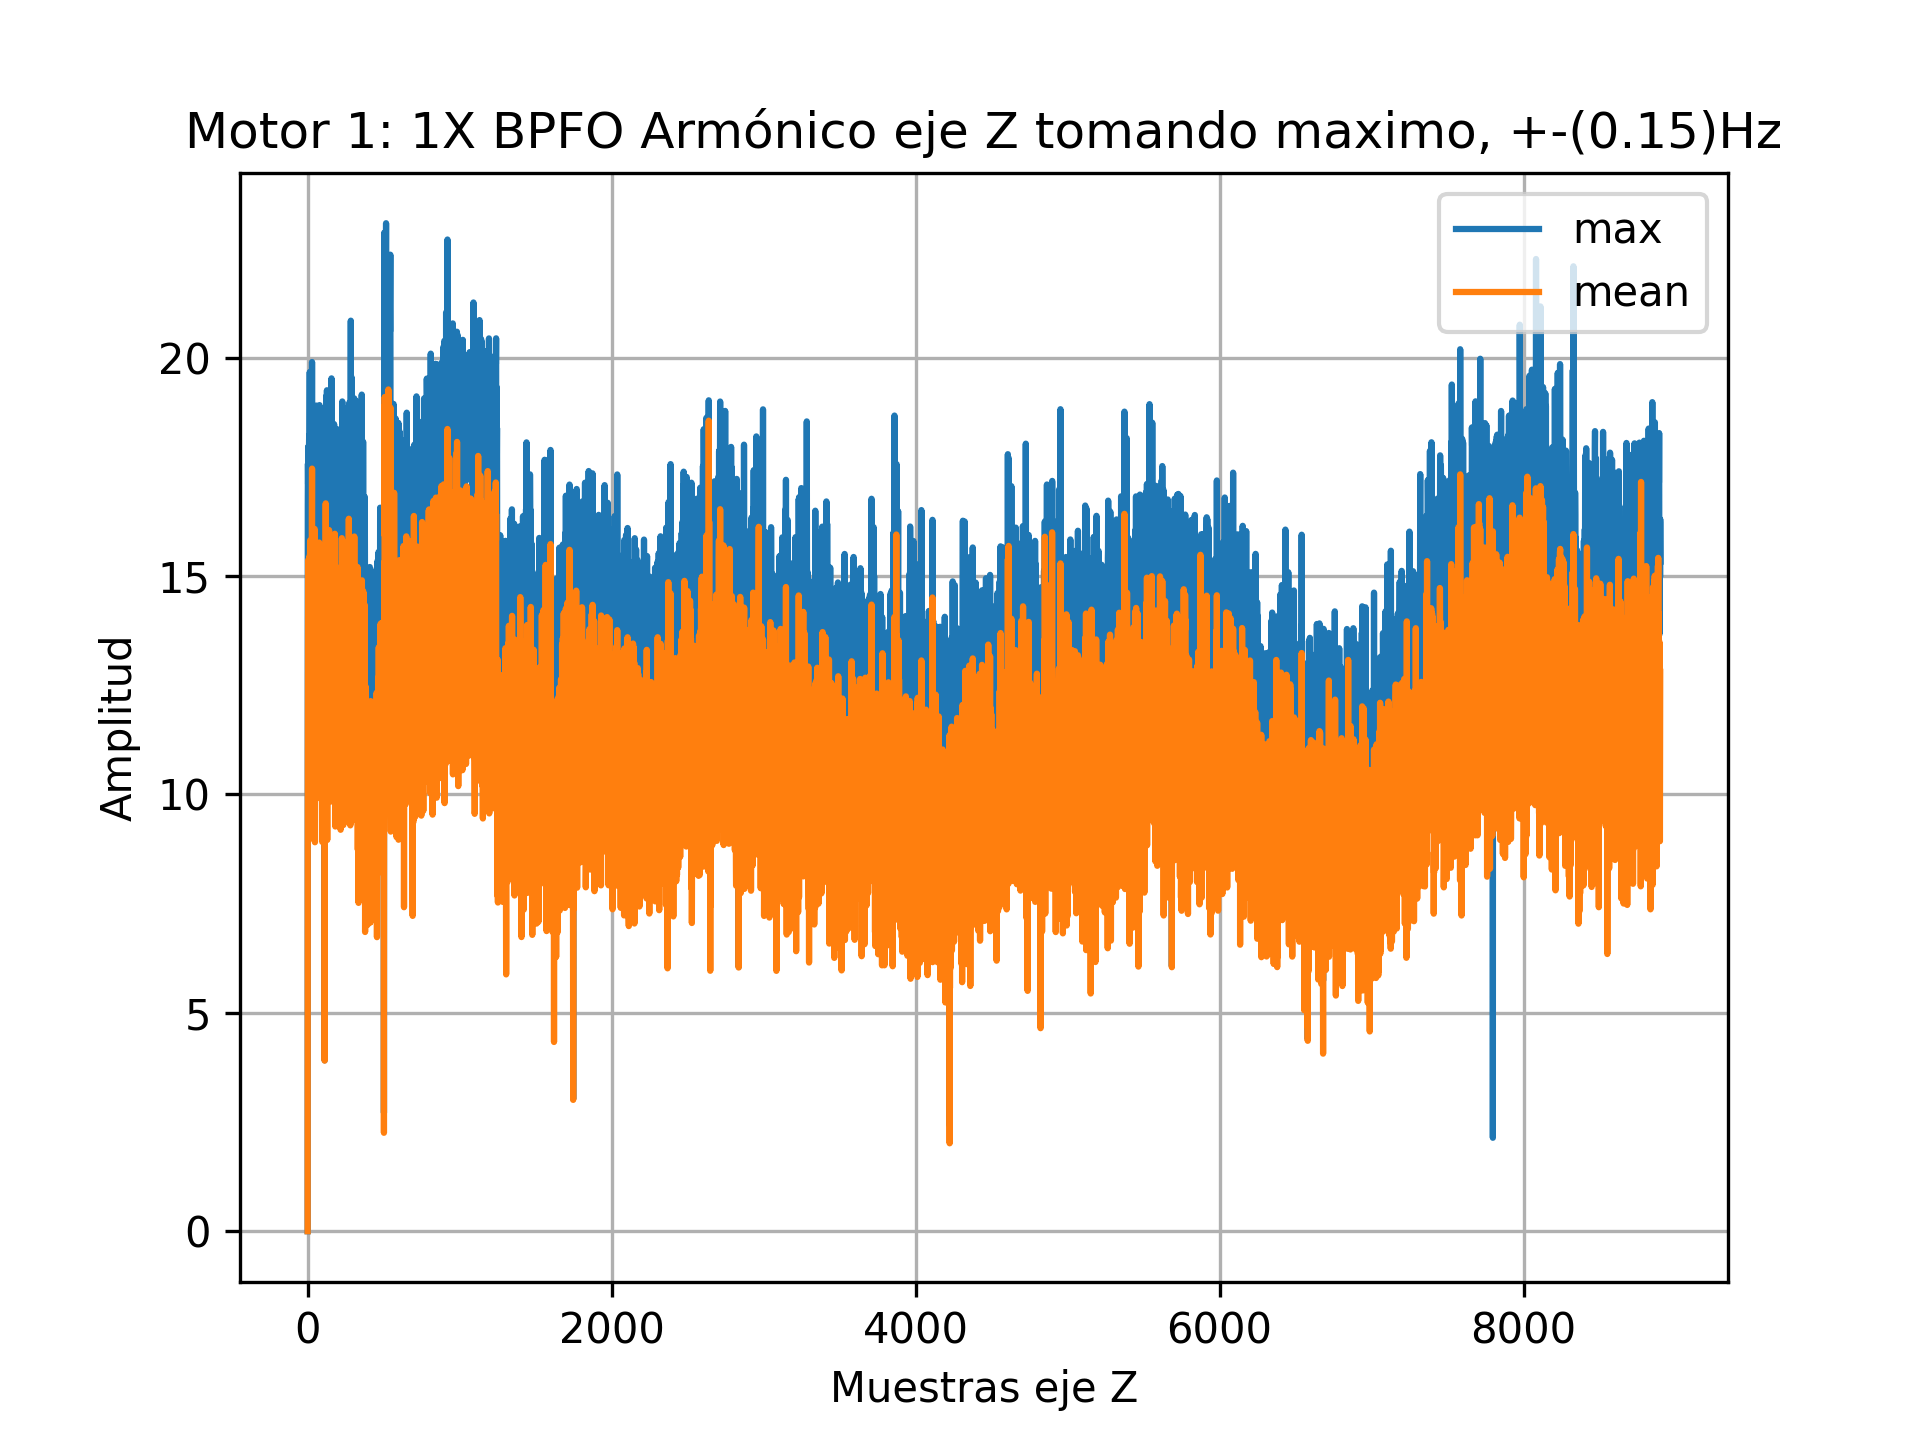 Motor 1: 1X BPFO Armónico eje Z tomando maximo, +-(0.15)Hz
max
mean
20
15
10
5
0
Amplitud
0 2000 4000 6000 8000
Muestras eje Z